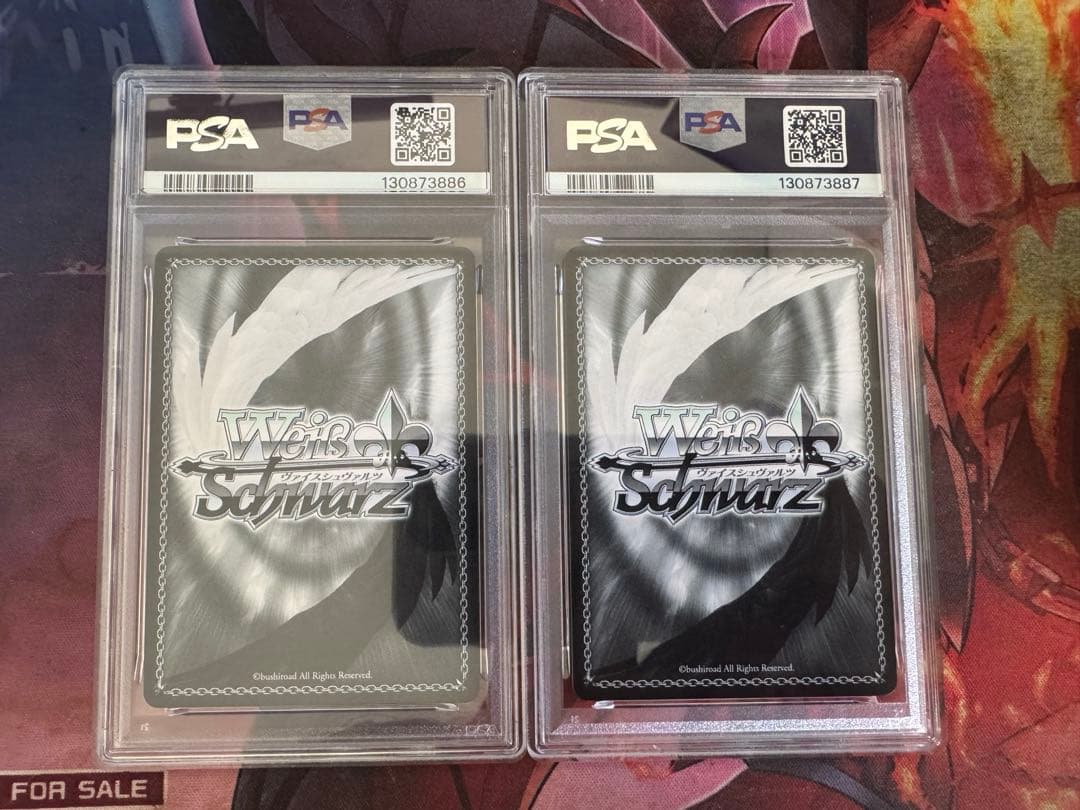 PSA
PSA
130873886
Weiß
ヴァイスシュヴァルツ
Schwarz
©bushiroad All Rights Reserved.
PSA
PSA
130873887
Weiß
ヴァイスシュヴァルツ
Schwarz
©bushiroad All Rights Reserved.
FOR SALE